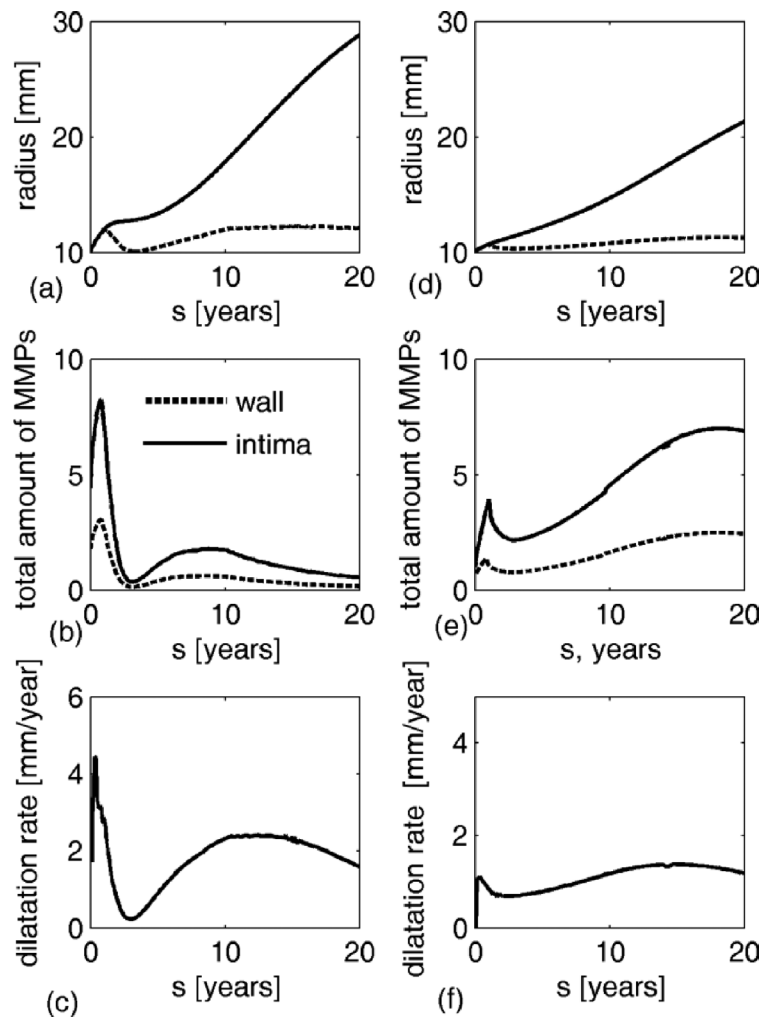 radius [mm]
30
20
10
0
10
20
s [years]
(a)
radius [mm]
30
20
10
0
10
20
s [years]
(d)
total amount of MMPs
10
5
0
wall
intima
0
10
20
s [years]
(b)
total amount of MMPs
10
5
0
0
10
20
s, years
(e)
dilatation rate [mm/year]
6
4
2
0
0
10
20
s [years]
(c)
dilatation rate [mm/year]
4
2
0
0
10
20
s [years]
(f)